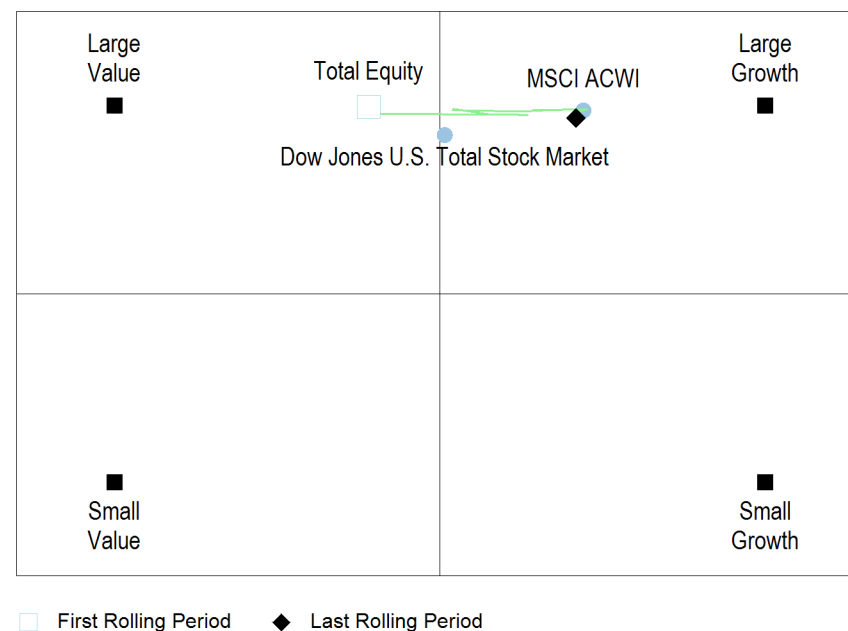 Large
Value
Total Equity
MSCI ACWI
Large
Growth
Dow Jones U.S. Total Stock Market
Small
Value
Small
Growth
First Rolling Period
Last Rolling Period